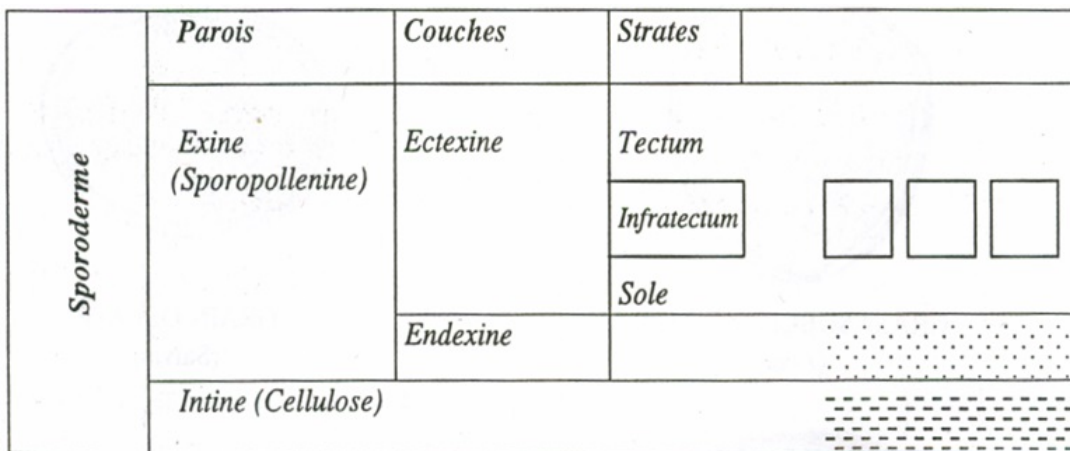 Parois Couches Strates
Exine Ectexine Tectum
(Sporopollenine)
Infratectum
Sporoderme
Sole
Endexine
Intine (Cellulose)